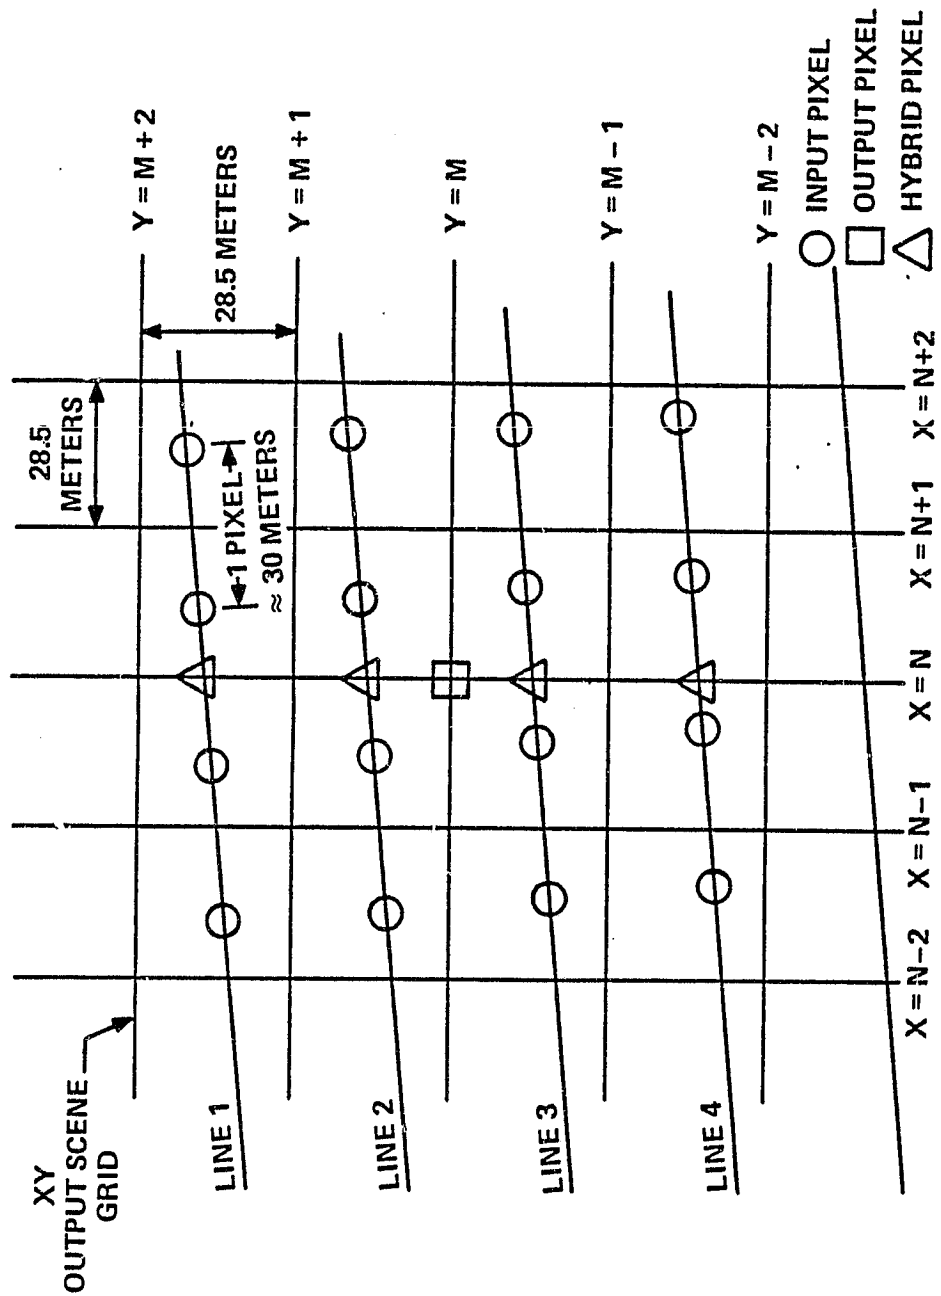 XY
OUTPUT SCENE
GRID
28.5
METERS
28.5 METERS
1 PIXEL
≈ 30 METERS
Y = M + 2
Y = M + 1
Y = M
Y = M − 1
Y = M − 2
LINE 1
LINE 2
LINE 3
LINE 4
X = N−2
X = N−1
X = N
X = N+1
X = N+2
INPUT PIXEL
OUTPUT PIXEL
HYBRID PIXEL